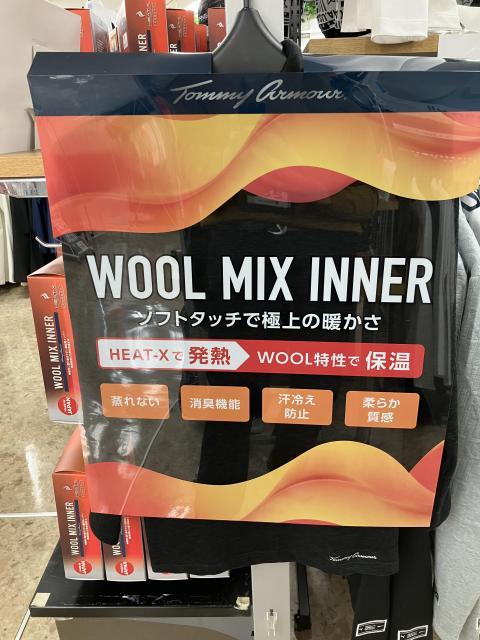 Tommy Armour
WOOL MIX INNER
ソフトタッチで極上の暖かさ
HEAT-Xで発熱 WOOL特性で保温
蒸れない
消臭機能
汗冷え
防止
柔らか
質感
WOOL MIX INNER
WOOL MIX INNER
Tommy Armour